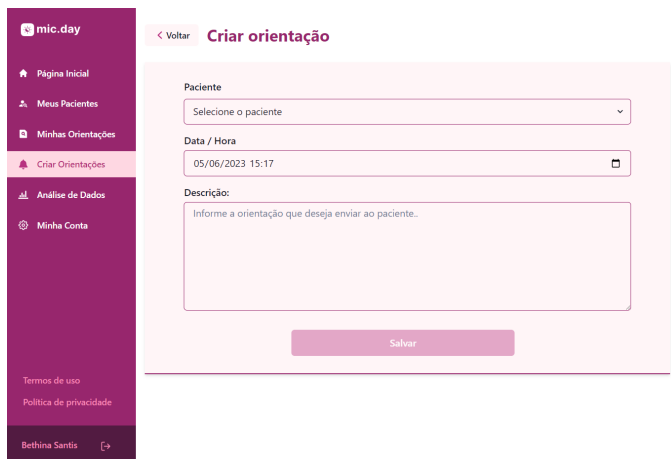 mic.day
Página Inicial
Meus Pacientes
Minhas Orientações
Criar Orientações
Análise de Dados
Minha Conta
Termos de uso
Política de privacidade
Bethina Santis
Voltar
Criar orientação
Paciente
Selecione o paciente
Data / Hora
05/06/2023 15:17
Descrição:
Informe a orientação que deseja enviar ao paciente..
Salvar